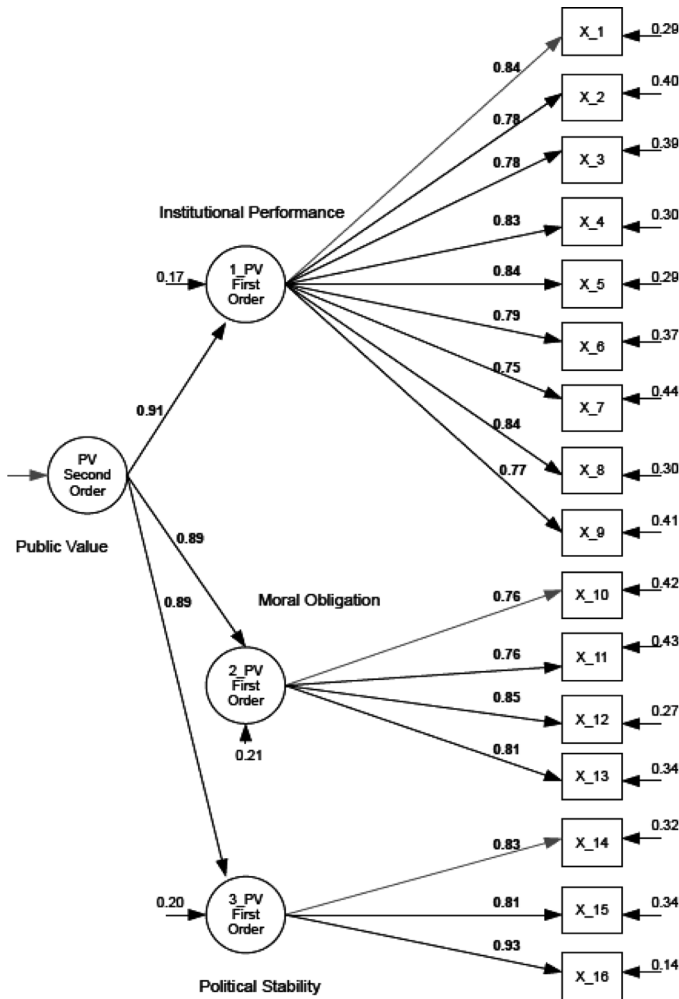 X_1
0.29
0.84
X_2
0.40
0.78
X_3
0.39
0.78
Institutional Performance
X_4
0.30
0.83
0.17
1_PV
First
Order
X_5
0.29
0.84
X_6
0.37
0.79
X_7
0.44
0.75
0.91
X_8
0.30
0.84
PV
Second
Order
Public Value
X_9
0.41
0.77
0.89
0.89
Moral Obligation
X_10
0.42
0.76
2_PV
First
Order
0.21
X_11
0.43
0.76
X_12
0.27
0.85
X_13
0.34
0.81
X_14
0.32
0.83
0.20
3_PV
First
Order
X_15
0.34
0.81
X_16
0.14
0.93
Political Stability